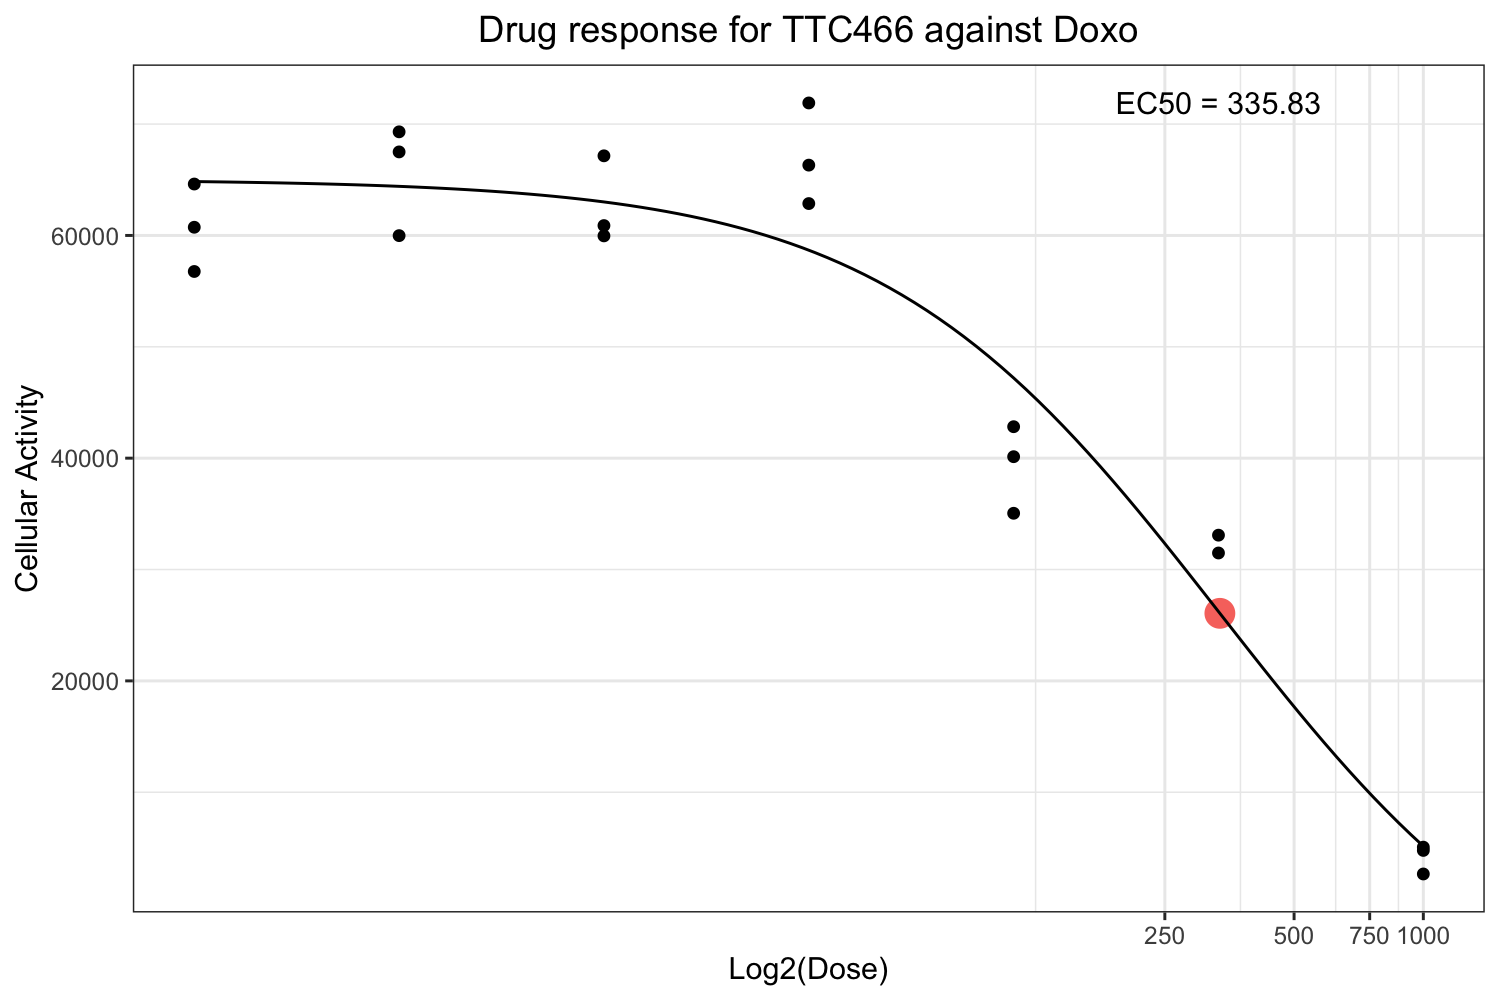 Drug response for TTC466 against Doxo
EC50 = 335.83
Cellular Activity
60000
40000
20000
250 500 750 1000
Log2(Dose)